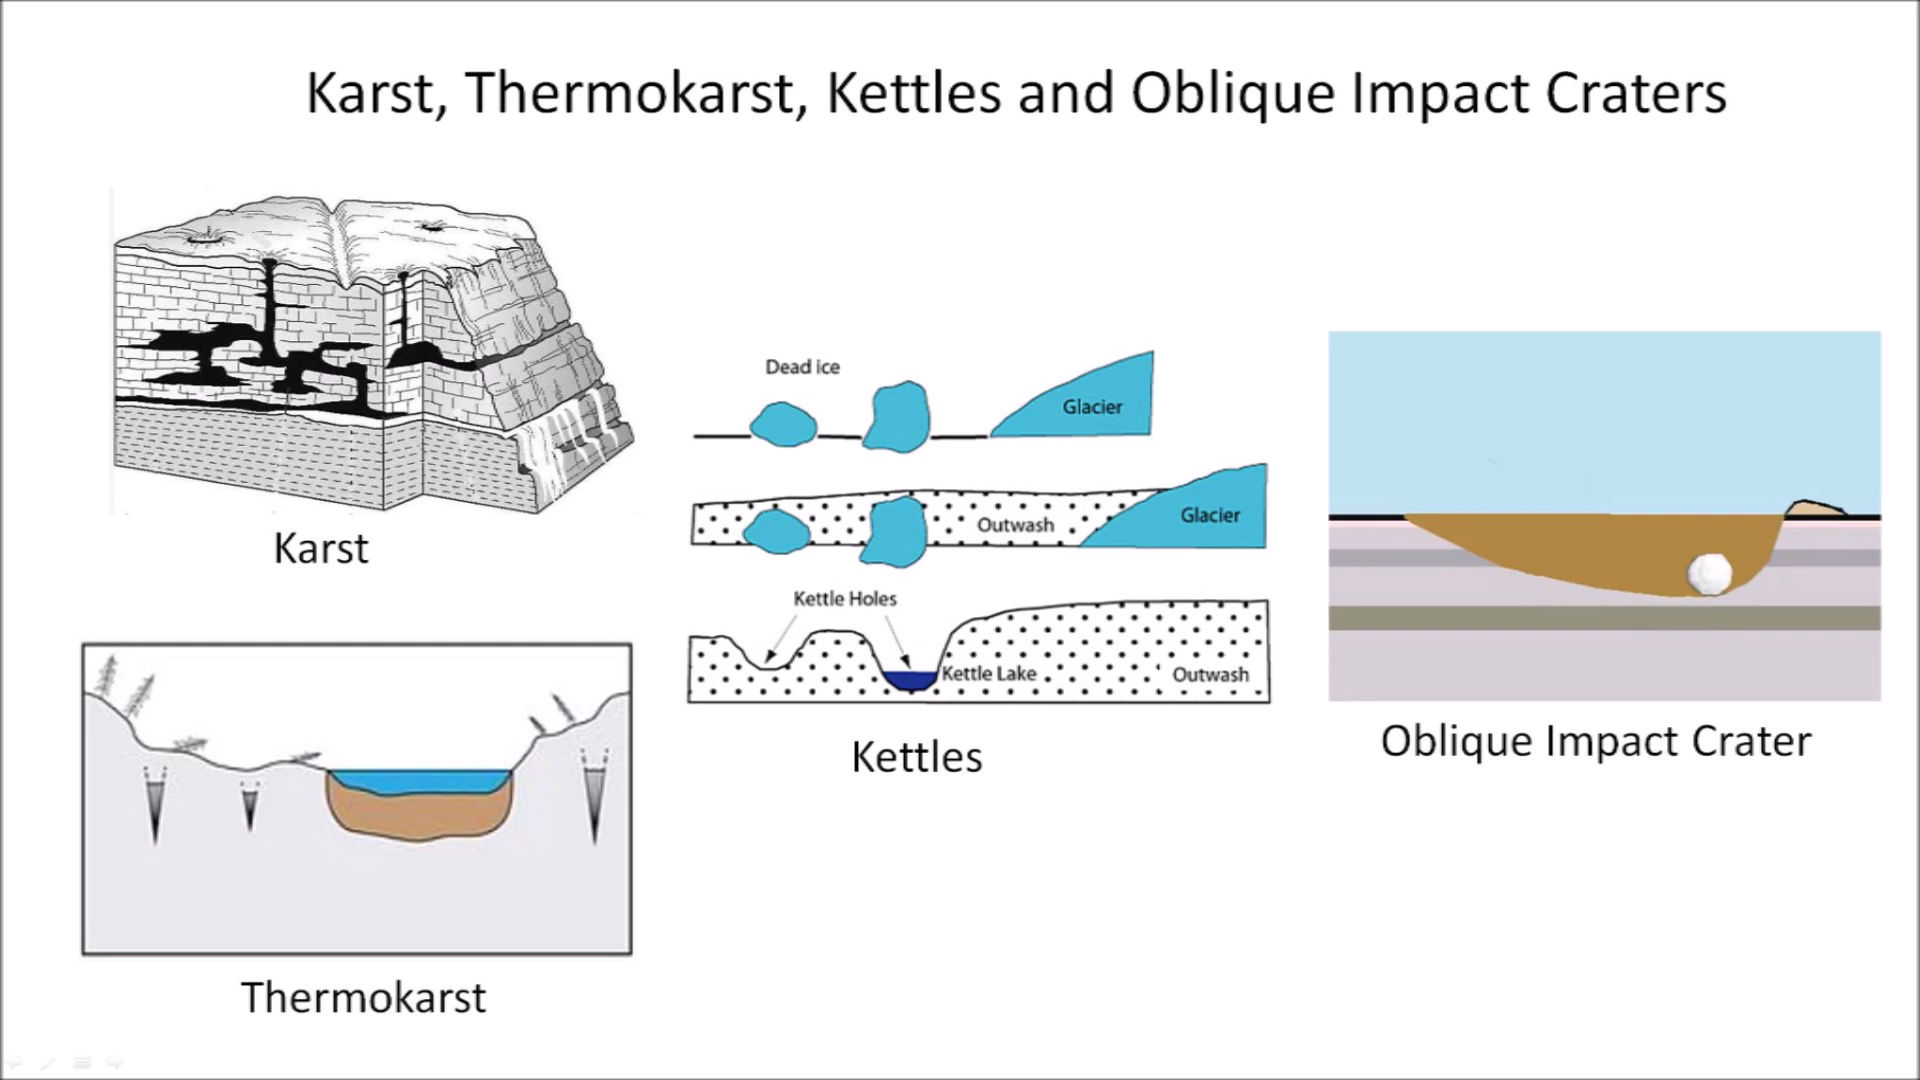 Karst, Thermokarst, Kettles and Oblique Impact Craters
Karst
Thermokarst
Dead ice
Glacier
Outwash
Glacier
Kettle Holes
Kettle Lake
Outwash
Kettles
Oblique Impact Crater